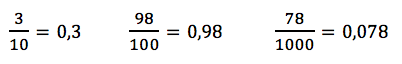 3/10 = 0,3    98/100 = 0,98    78/1000 = 0,078